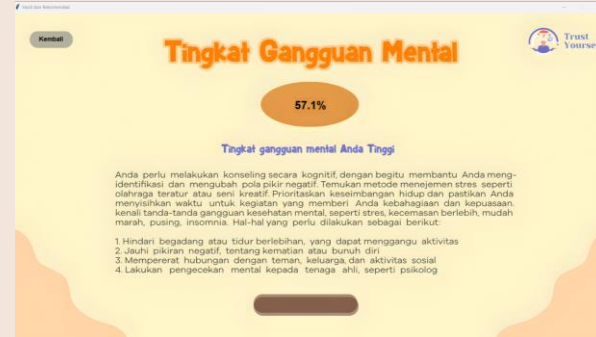 Hasil dan Rekomendasi
Kembali
Trust
Yourse
Tingkat Gangguan Mental
57.1%
Tingkat gangguan mental Anda Tinggi
Anda perlu melakukan konseling secara kognitif, dengan begitu membantu Anda meng-
identifikasi dan mengubah pola pikir negatif. Temukan metode menejemen stres seperti
olahraga teratur atau seni kreatif. Prioritaskan keseimbangan hidup dan pastikan Anda
menyisihkan waktu untuk kegiatan yang memberi Anda kebahagiaan dan kepuasaan.
kenali tanda-tanda gangguan kesehatan mental, seperti stres, kecemasan berlebih, mudah
marah, pusing, insomnia. Hal-hal yang perlu dilakukan sebagai berikut:
1. Hindari begadang atau tidur berlebihan, yang dapat menggangu aktivitas
2. Jauhi pikiran negatif, tentang kematian atau bunuh diri
3. Mempererat hubungan dengan teman, keluarga, dan aktivitas sosial
4. Lakukan pengecekan mental kepada tenaga ahli, seperti psikolog